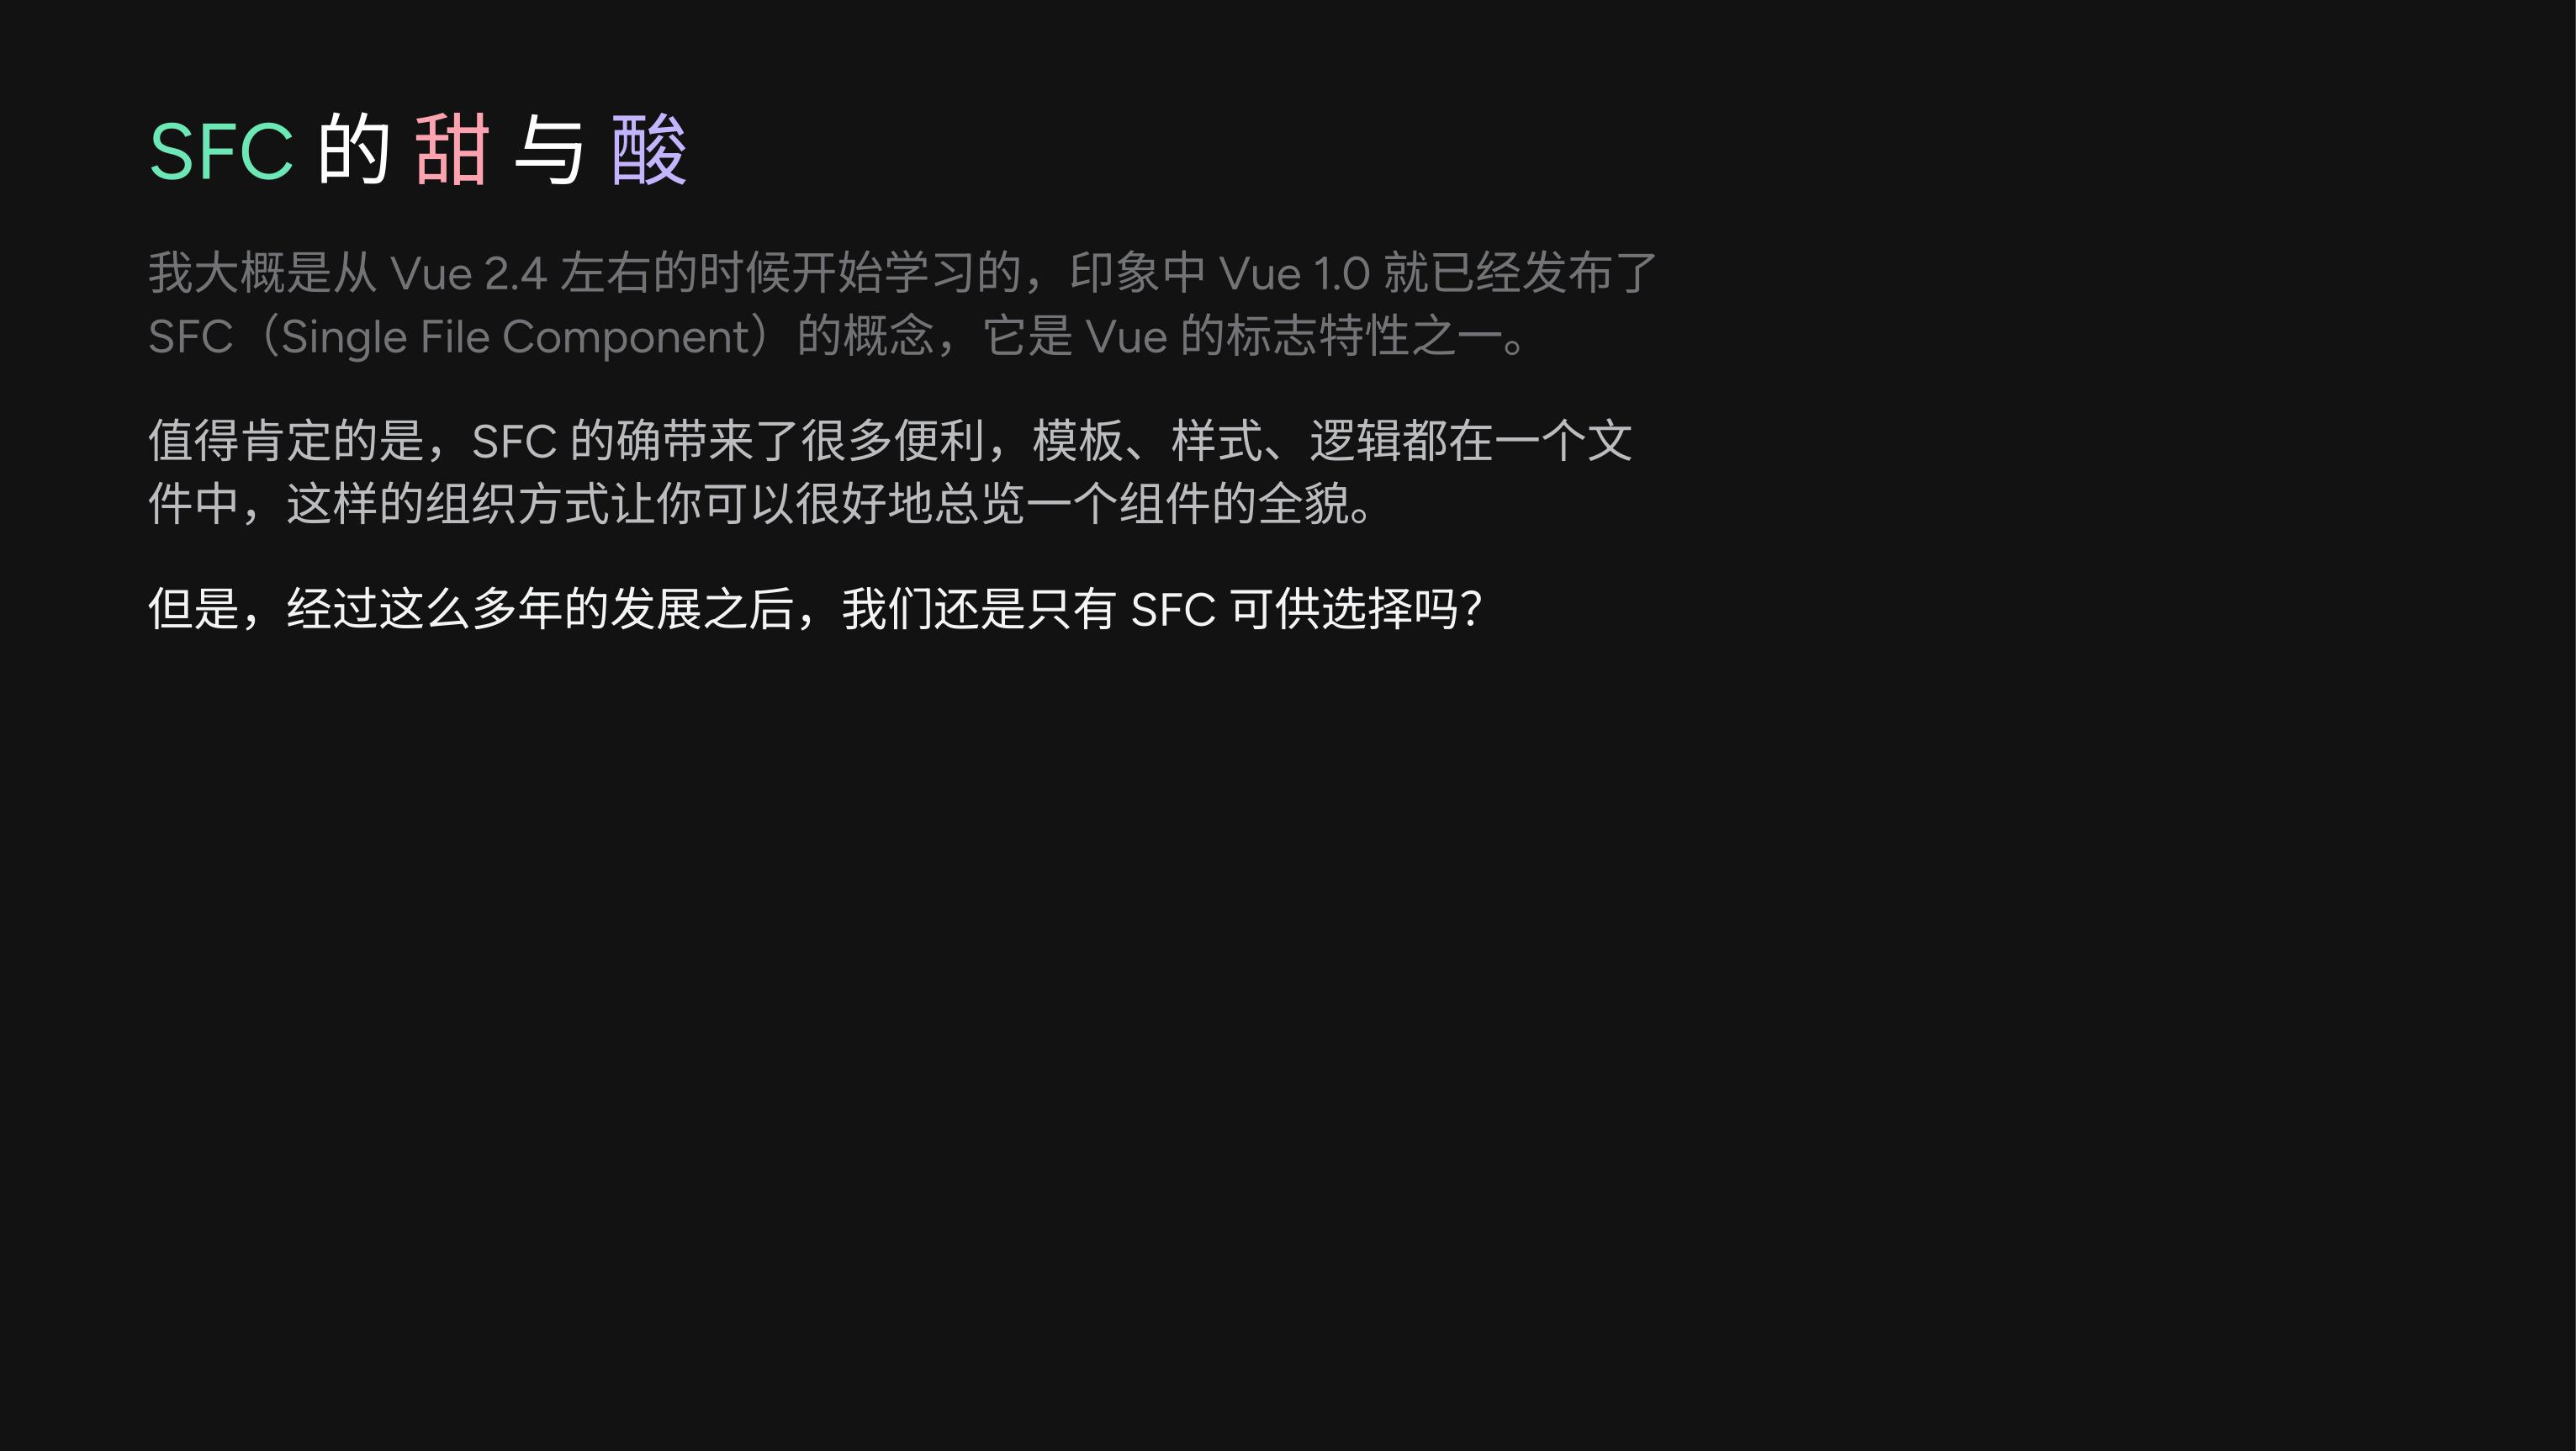 SFC 的 甜 与 酸
我大概是从 Vue 2.4 左右的时候开始学习的，印象中 Vue 1.0 就已经发布了
SFC（Single File Component）的概念，它是 Vue 的标志特性之一。
值得肯定的是，SFC 的确带来了很多便利，模板、样式、逻辑都在一个文
件中，这样的组织方式让你可以很好地总览一个组件的全貌。
但是，经过这么多年的发展之后，我们还是只有 SFC 可供选择吗？